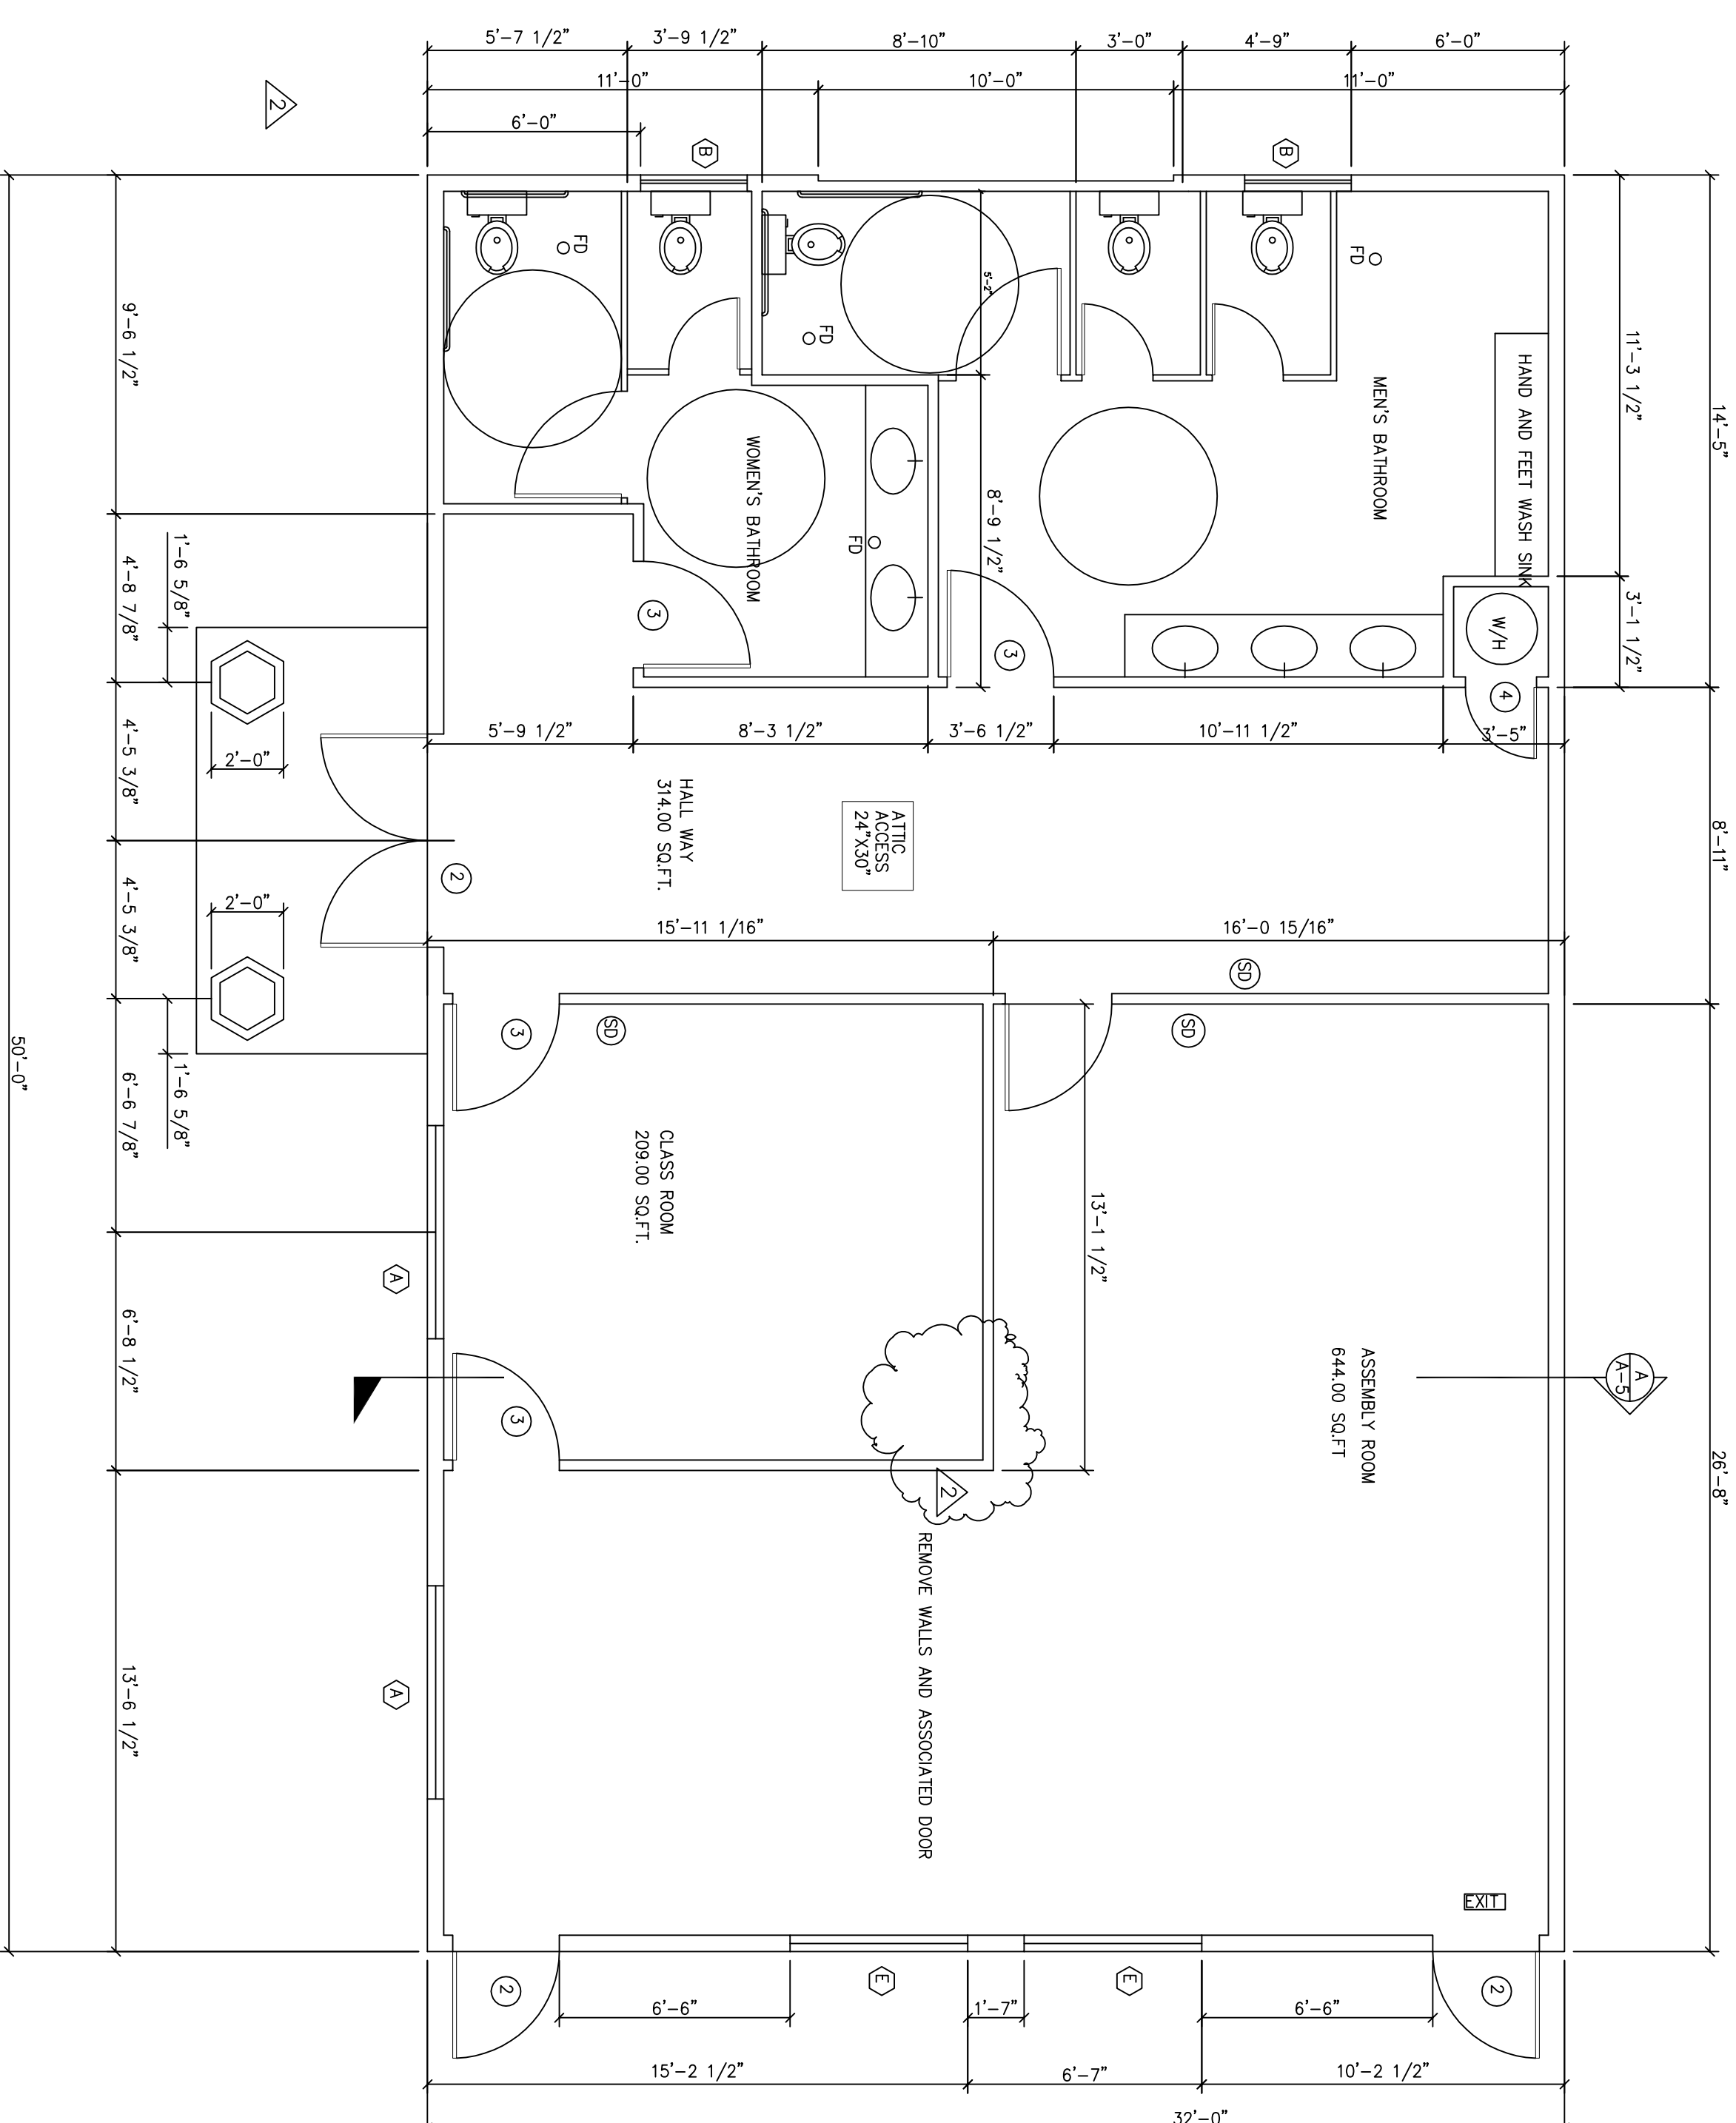 5'-7 1/2"
3'-9 1/2"
8'-10"
3'-0"
4'-9"
6'-0"
11'-0"
10'-0"
11'-0"
6'-0"
2
B
B
FD
FD
FD
5'-2"
11'-3 1/2"
14'-5"
HAND AND FEET WASH SINK
MEN'S BATHROOM
WOMEN'S BATHROOM
FD
8'-9 1/2"
9'-6 1/2"
1'-6 5/8"
4'-8 7/8"
3
3
W/H
3'-1 1/2"
4
5'-9 1/2"
8'-3 1/2"
3'-6 1/2"
10'-11 1/2"
3'-5"
2'-0"
4'-5 3/8"
HALL WAY
314.00 SQ.FT.
ATTIC
ACCESS
24"X30"
8'-11"
2
2'-0"
4'-5 3/8"
15'-11 1/16"
16'-0 15/16"
SD
SD
SD
3
1'-6 5/8"
6'-6 7/8"
50'-0"
CLASS ROOM
209.00 SQ.FT.
13'-1 1/2"
A
6'-8 1/2"
3
ASSEMBLY ROOM
644.00 SQ.FT
A
A-5
26'-8"
2
REMOVE WALLS AND ASSOCIATED DOOR
A
13'-6 1/2"
EXIT
2
E
E
2
6'-6"
1'-7"
6'-6"
15'-2 1/2"
6'-7"
10'-2 1/2"
32'-0"